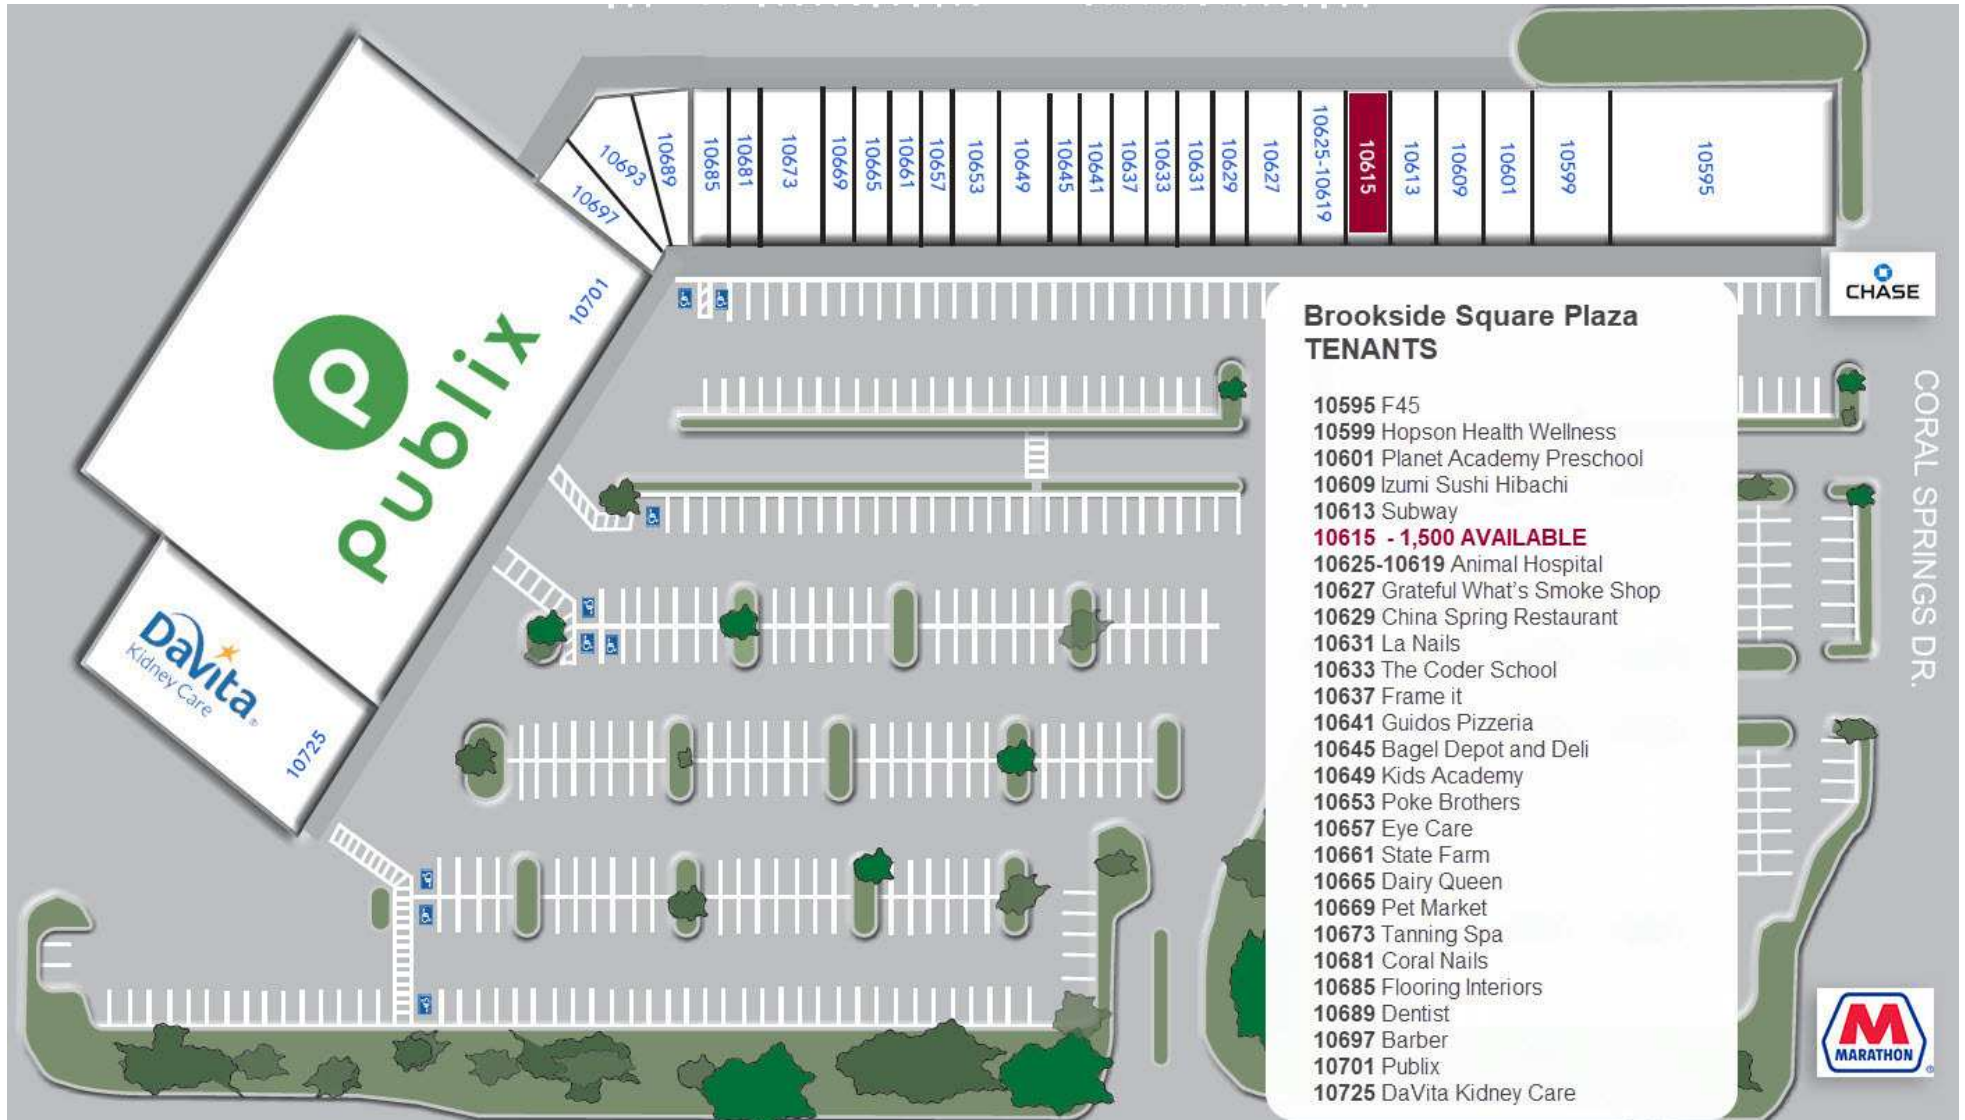 10697
10693
10689
10685
10681
10673
10669
10665
10661
10657
10653
10649
10645
10641
10637
10633
10631
10629
10627
10625-10619
10615
10613
10609
10601
10599
10595
10701
publix
DaVita®
Kidney Care
10725
CHASE
CORAL SPRINGS DR.
Brookside Square Plaza
TENANTS
10595 F45
10599 Hopson Health Wellness
10601 Planet Academy Preschool
10609 Izumi Sushi Hibachi
10613 Subway
10615 - 1,500 AVAILABLE
10625-10619 Animal Hospital
10627 Grateful What's Smoke Shop
10629 China Spring Restaurant
10631 La Nails
10633 The Coder School
10637 Frame it
10641 Guidos Pizzeria
10645 Bagel Depot and Deli
10649 Kids Academy
10653 Poke Brothers
10657 Eye Care
10661 State Farm
10665 Dairy Queen
10669 Pet Market
10673 Tanning Spa
10681 Coral Nails
10685 Flooring Interiors
10689 Dentist
10697 Barber
10701 Publix
10725 DaVita Kidney Care
M
MARATHON®